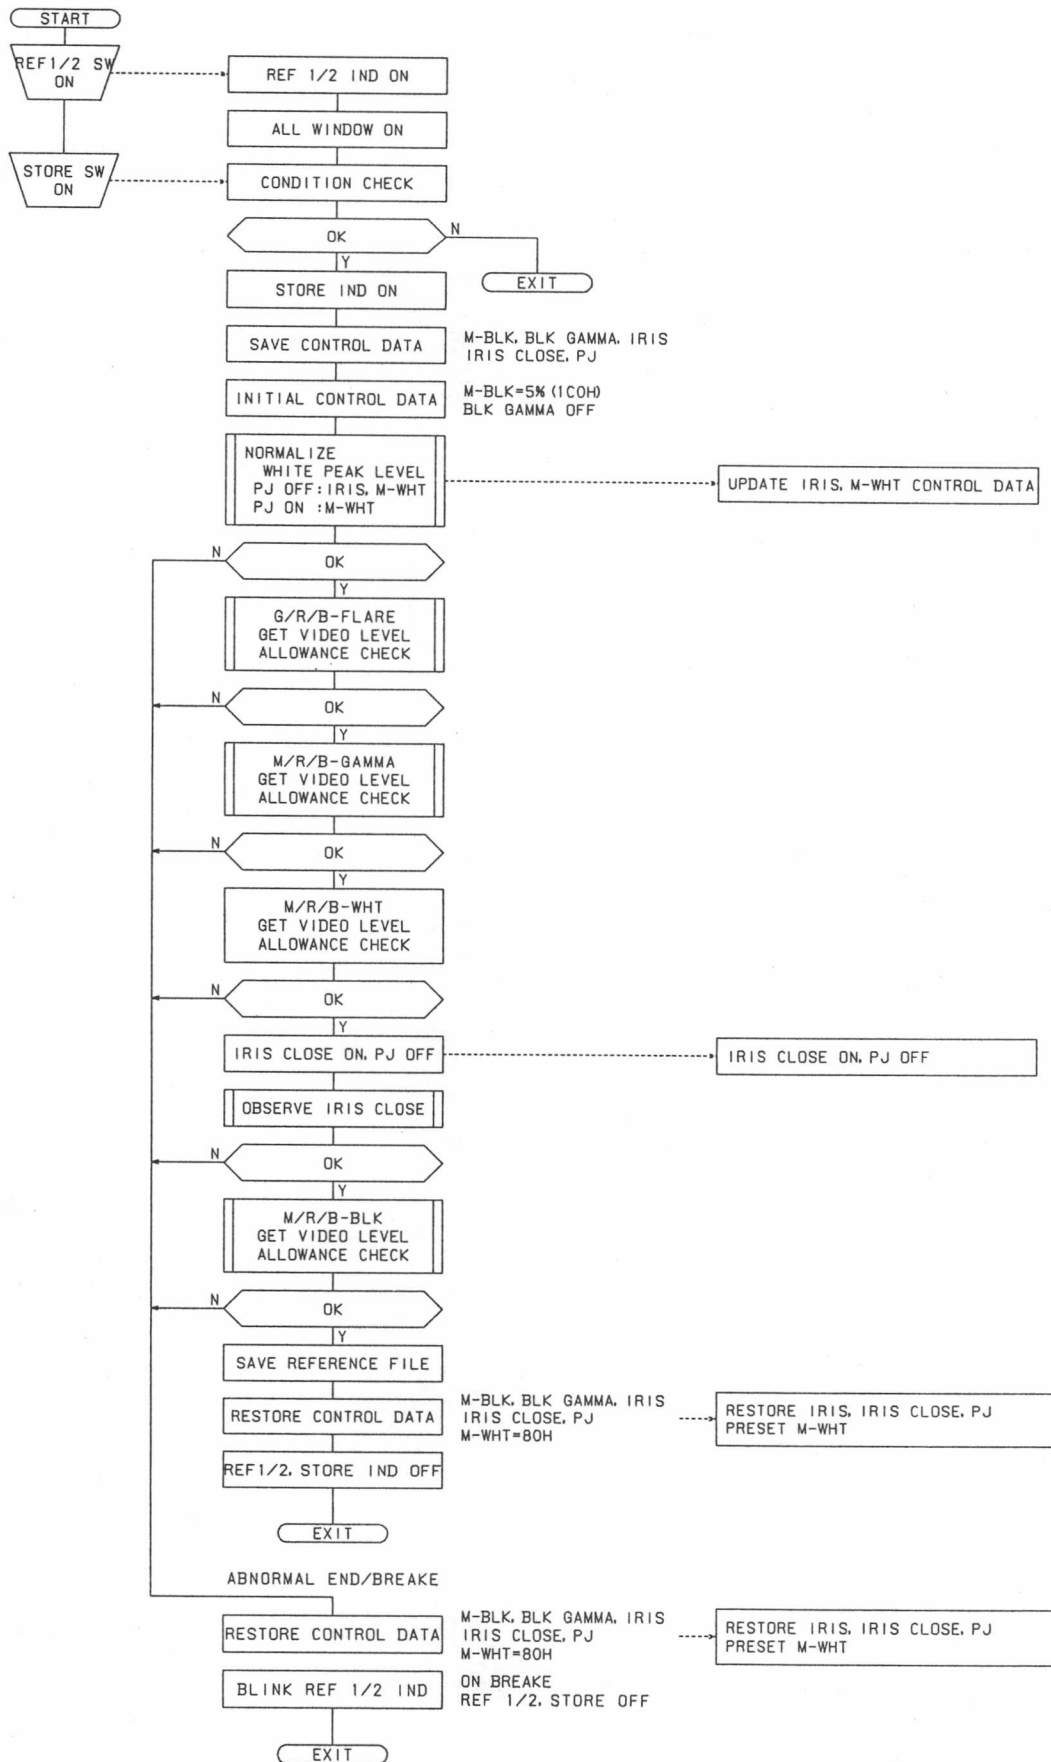 START
REF1/2 SW
ON
REF 1/2 IND ON
ALL WINDOW ON
STORE SW
ON
CONDITION CHECK
OK
N
Y
EXIT
STORE IND ON
SAVE CONTROL DATA
M-BLK, BLK GAMMA, IRIS
IRIS CLOSE, PJ
INITIAL CONTROL DATA
M-BLK=5% (1C0H)
BLK GAMMA OFF
NORMALIZE
WHITE PEAK LEVEL
PJ OFF:IRIS, M-WHT
PJ ON :M-WHT
UPDATE IRIS, M-WHT CONTROL DATA
N
OK
Y
G/R/B-FLARE
GET VIDEO LEVEL
ALLOWANCE CHECK
N
OK
Y
M/R/B-GAMMA
GET VIDEO LEVEL
ALLOWANCE CHECK
N
OK
Y
M/R/B-WHT
GET VIDEO LEVEL
ALLOWANCE CHECK
N
OK
Y
IRIS CLOSE ON, PJ OFF
IRIS CLOSE ON, PJ OFF
OBSERVE IRIS CLOSE
N
OK
Y
M/R/B-BLK
GET VIDEO LEVEL
ALLOWANCE CHECK
N
OK
Y
SAVE REFERENCE FILE
RESTORE CONTROL DATA
M-BLK, BLK GAMMA, IRIS
IRIS CLOSE, PJ
M-WHT=80H
RESTORE IRIS, IRIS CLOSE, PJ
PRESET M-WHT
REF1/2, STORE IND OFF
EXIT
ABNORMAL END/BREAKE
RESTORE CONTROL DATA
M-BLK, BLK GAMMA, IRIS
IRIS CLOSE, PJ
M-WHT=80H
RESTORE IRIS, IRIS CLOSE, PJ
PRESET M-WHT
BLINK REF 1/2 IND
ON BREAKE
REF 1/2, STORE OFF
EXIT